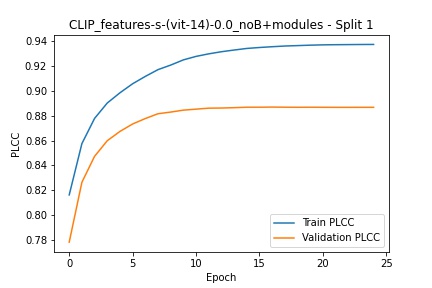 CLIP_features-s-(vit-14)-0.0_noB+modules - Split 1
0.94
0.92
0.90
0.88
0.86
0.84
0.82
0.80
0.78
PLCC
Train PLCC
Validation PLCC
0 5 10 15 20 25
Epoch